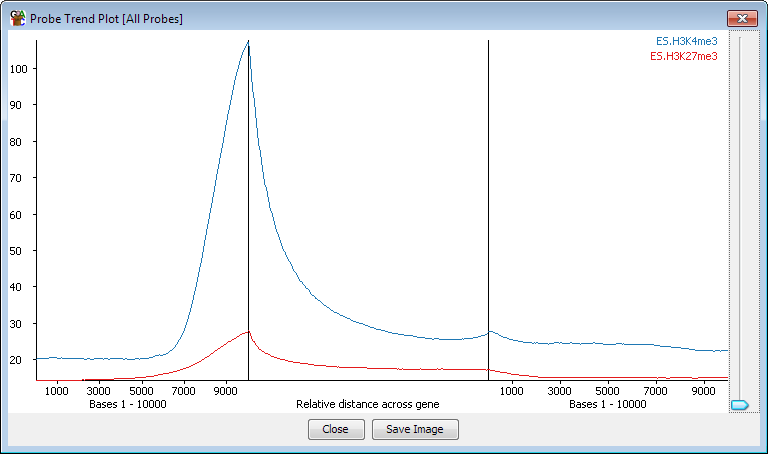 Probe Trend Plot [All Probes]
ES.H3K4me3
ES.H3K27me3
100
90
80
70
60
50
40
30
20
1000 3000 5000 7000 9000 1000 3000 5000 7000 9000
Bases 1 - 10000 Relative distance across gene Bases 1 - 10000
Close Save Image